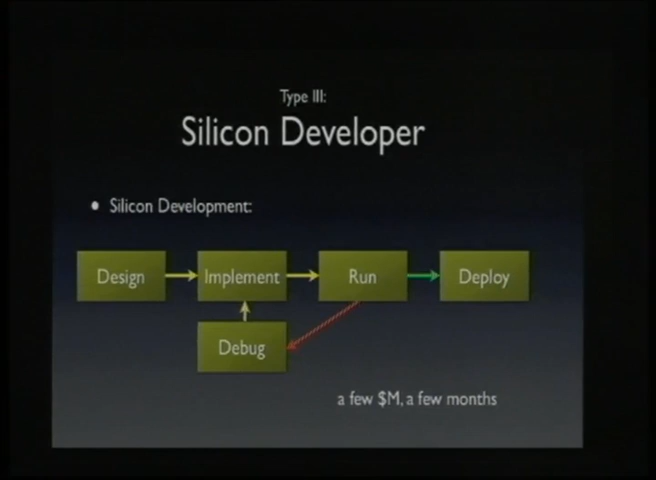 Type III:
Silicon Developer
• Silicon Development:
Design
Implement
Run
Deploy
Debug
a few $M, a few months